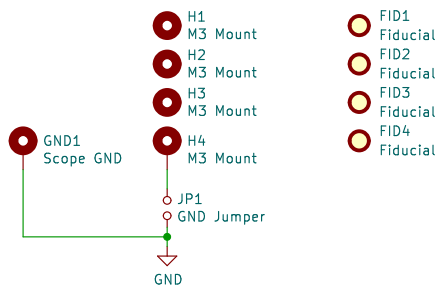 H1
M3 Mount
H2
M3 Mount
H3
M3 Mount
H4
M3 Mount
FID1
Fiducial
FID2
Fiducial
FID3
Fiducial
FID4
Fiducial
GND1
Scope GND
JP1
GND Jumper
GND